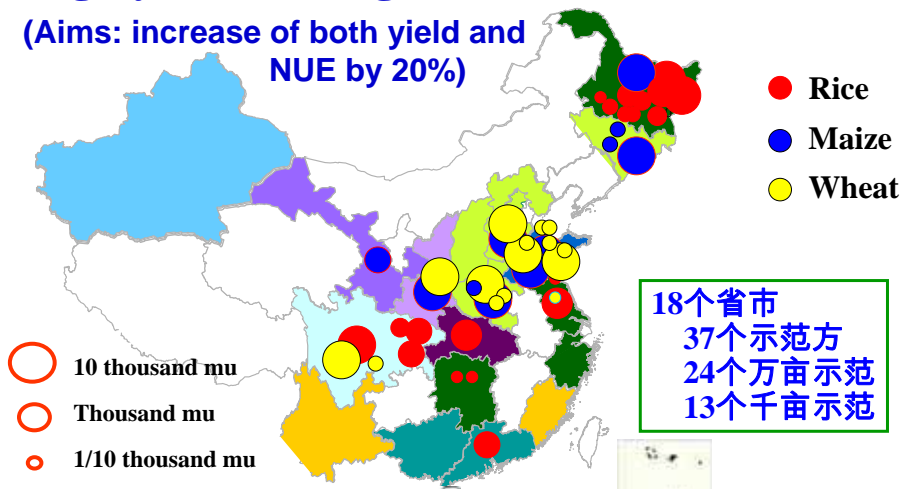 (Aims: increase of both yield and
NUE by 20%)
Rice
Maize
Wheat
18个省市
37个示范方
24个万亩示范
13个千亩示范
10 thousand mu
Thousand mu
1/10 thousand mu